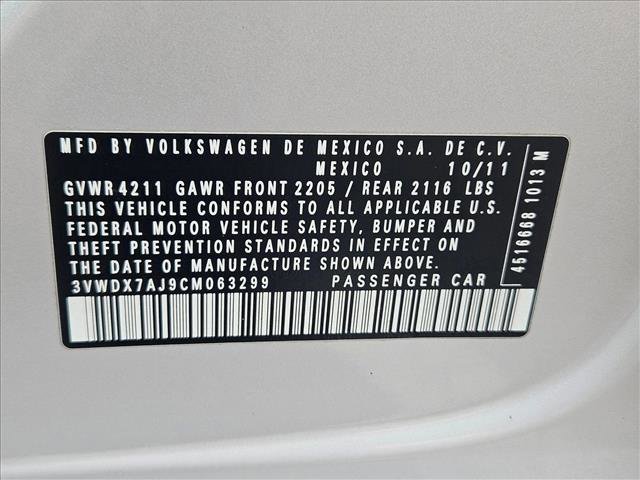 MFD BY VOLKSWAGEN DE MEXICO S.A. DE C.V.
MEXICO 10/11
GVWR 4211 GAWR FRONT 2205 / REAR 2116 LBS
THIS VEHICLE CONFORMS TO ALL APPLICABLE U.S.
FEDERAL MOTOR VEHICLE SAFETY, BUMPER AND
THEFT PREVENTION STANDARDS IN EFFECT ON
THE DATE OF MANUFACTURE SHOWN ABOVE.
3VWDX7AJ9CM063299 PASSENGER CAR
4516668 1013 M